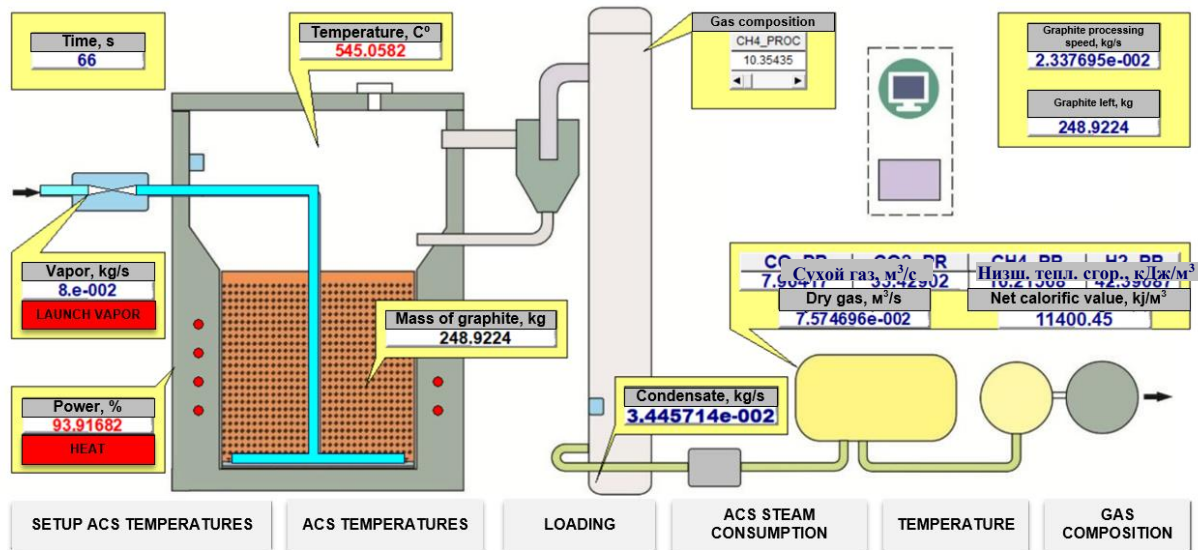 Time, s
66
Temperature, C°
545.0582
Gas composition
CH4_PROC
10.35435
Graphite processing
speed, kg/s
2.337695e-002
Graphite left, kg
248.9224
Vapor, kg/s
8.e-002
LAUNCH VAPOR
Mass of graphite, kg
248.9224
Power, %
93.91682
HEAT
Сухой газ, м³/с
Низш. тепл. сгор., кДж/м³
Dry gas, м³/s
Net calorific value, kj/м³
7.574696e-002
11400.45
Condensate, kg/s
3.445714e-002
SETUP ACS TEMPERATURES
ACS TEMPERATURES
LOADING
ACS STEAM
CONSUMPTION
TEMPERATURE
GAS
COMPOSITION